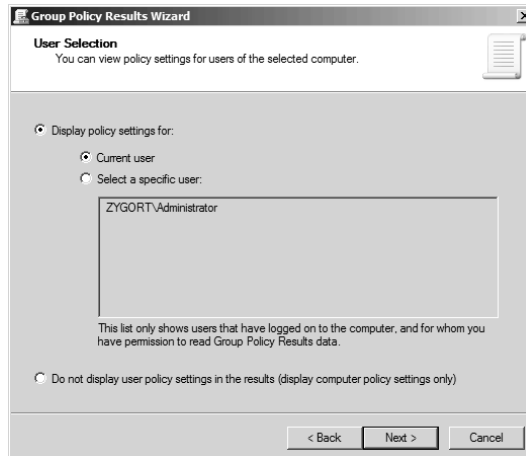 Group Policy Results Wizard
User Selection
You can view policy settings for users of the selected computer.
Display policy settings for:
Current user
Select a specific user:
ZYGORT\Administrator
This list only shows users that have logged on to the computer, and for whom you
have permission to read Group Policy Results data.
Do not display user policy settings in the results (display computer policy settings only)
< Back Next > Cancel